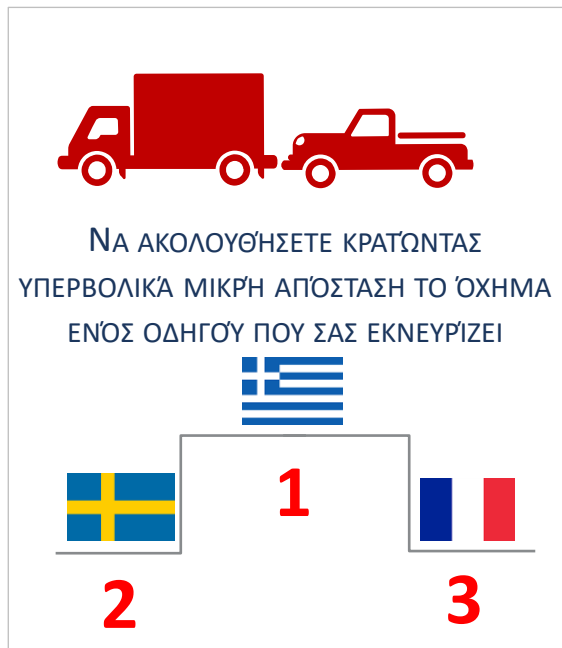 ΝΑ ΑΚΟΛΟΥΘΉΣΕΤΕ ΚΡΑΤΏΝΤΑΣ
ΥΠΕΡΒΟΛΙΚΆ ΜΙΚΡΉ ΑΠΌΣΤΑΣΗ ΤΟ ΌΧΗΜΑ
ΕΝΌΣ ΟΔΗΓΟΎ ΠΟΥ ΣΑΣ ΕΚΝΕΥΡΊΖΕΙ
1
2
3